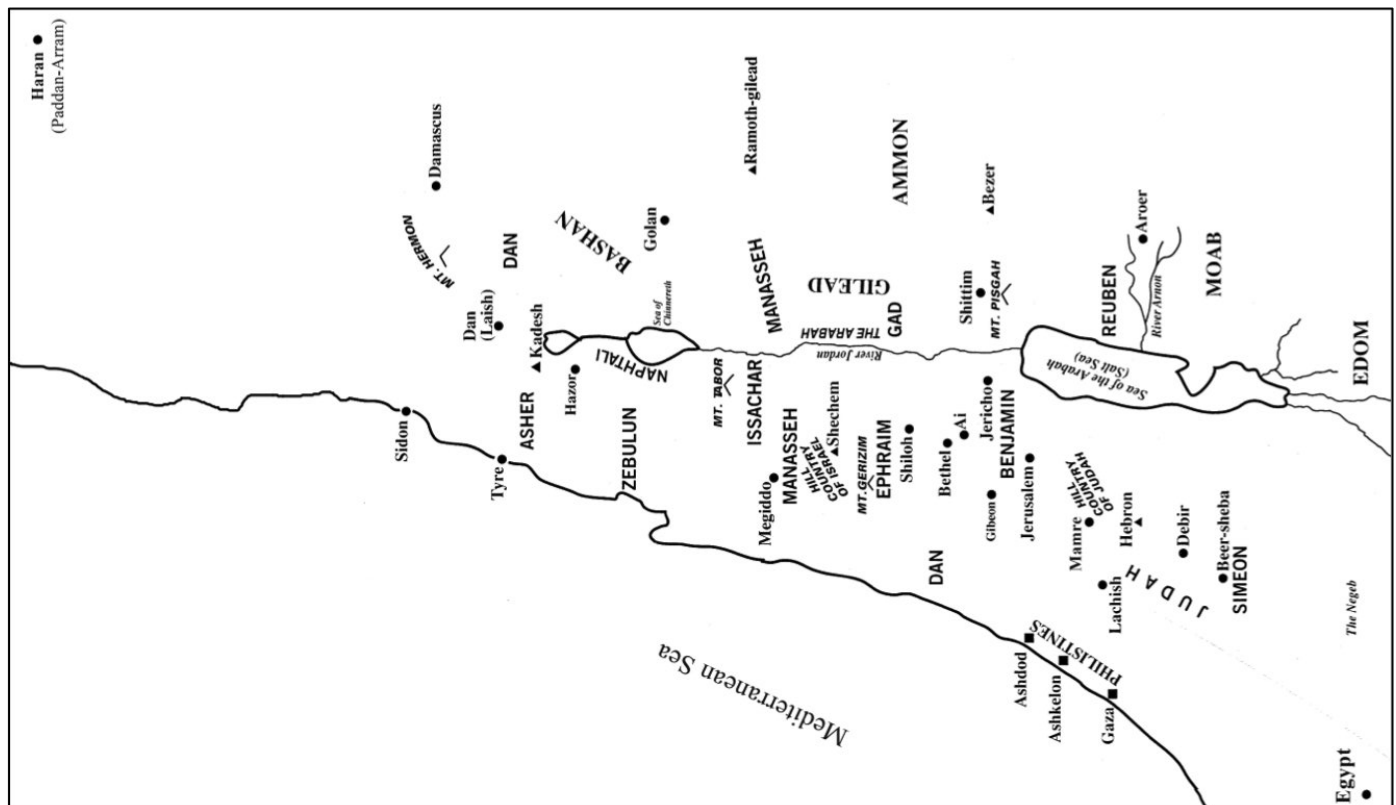 Haran
(Paddan-Arram)
Damascus
MT. HERMON
DAN
Dan
(Laish)
Kadesh
BASHAN
Golan
Sea of
Chinnereth
Ramoth-gilead
MANASSEH
GILEAD
AMMON
THE ARABAH
River Jordan
GAD
Bezer
Shittim
MT. PISGAH
REUBEN
Aroer
River Arnon
MOAB
EDOM
Sea of the Arabah
(Salt Sea)
Sidon
Tyre
ASHER
Hazor
NAPHTALI
ZEBULUN
MT. TABOR
ISSACHAR
Megiddo
MANASSEH
HILL
COUNTRY
OF ISRAEL
Shechem
MT. GERIZIM
EPHRAIM
Shiloh
Bethel
Ai
Jericho
BENJAMIN
Gibeon
Jerusalem
DAN
HILL
COUNTRY
OF JUDAH
Mamre
Hebron
Lachish
JUDAH
Debir
Beer-sheba
SIMEON
The Negeb
PHILISTINES
Ashdod
Ashkelon
Gaza
Mediterranean Sea
Egypt